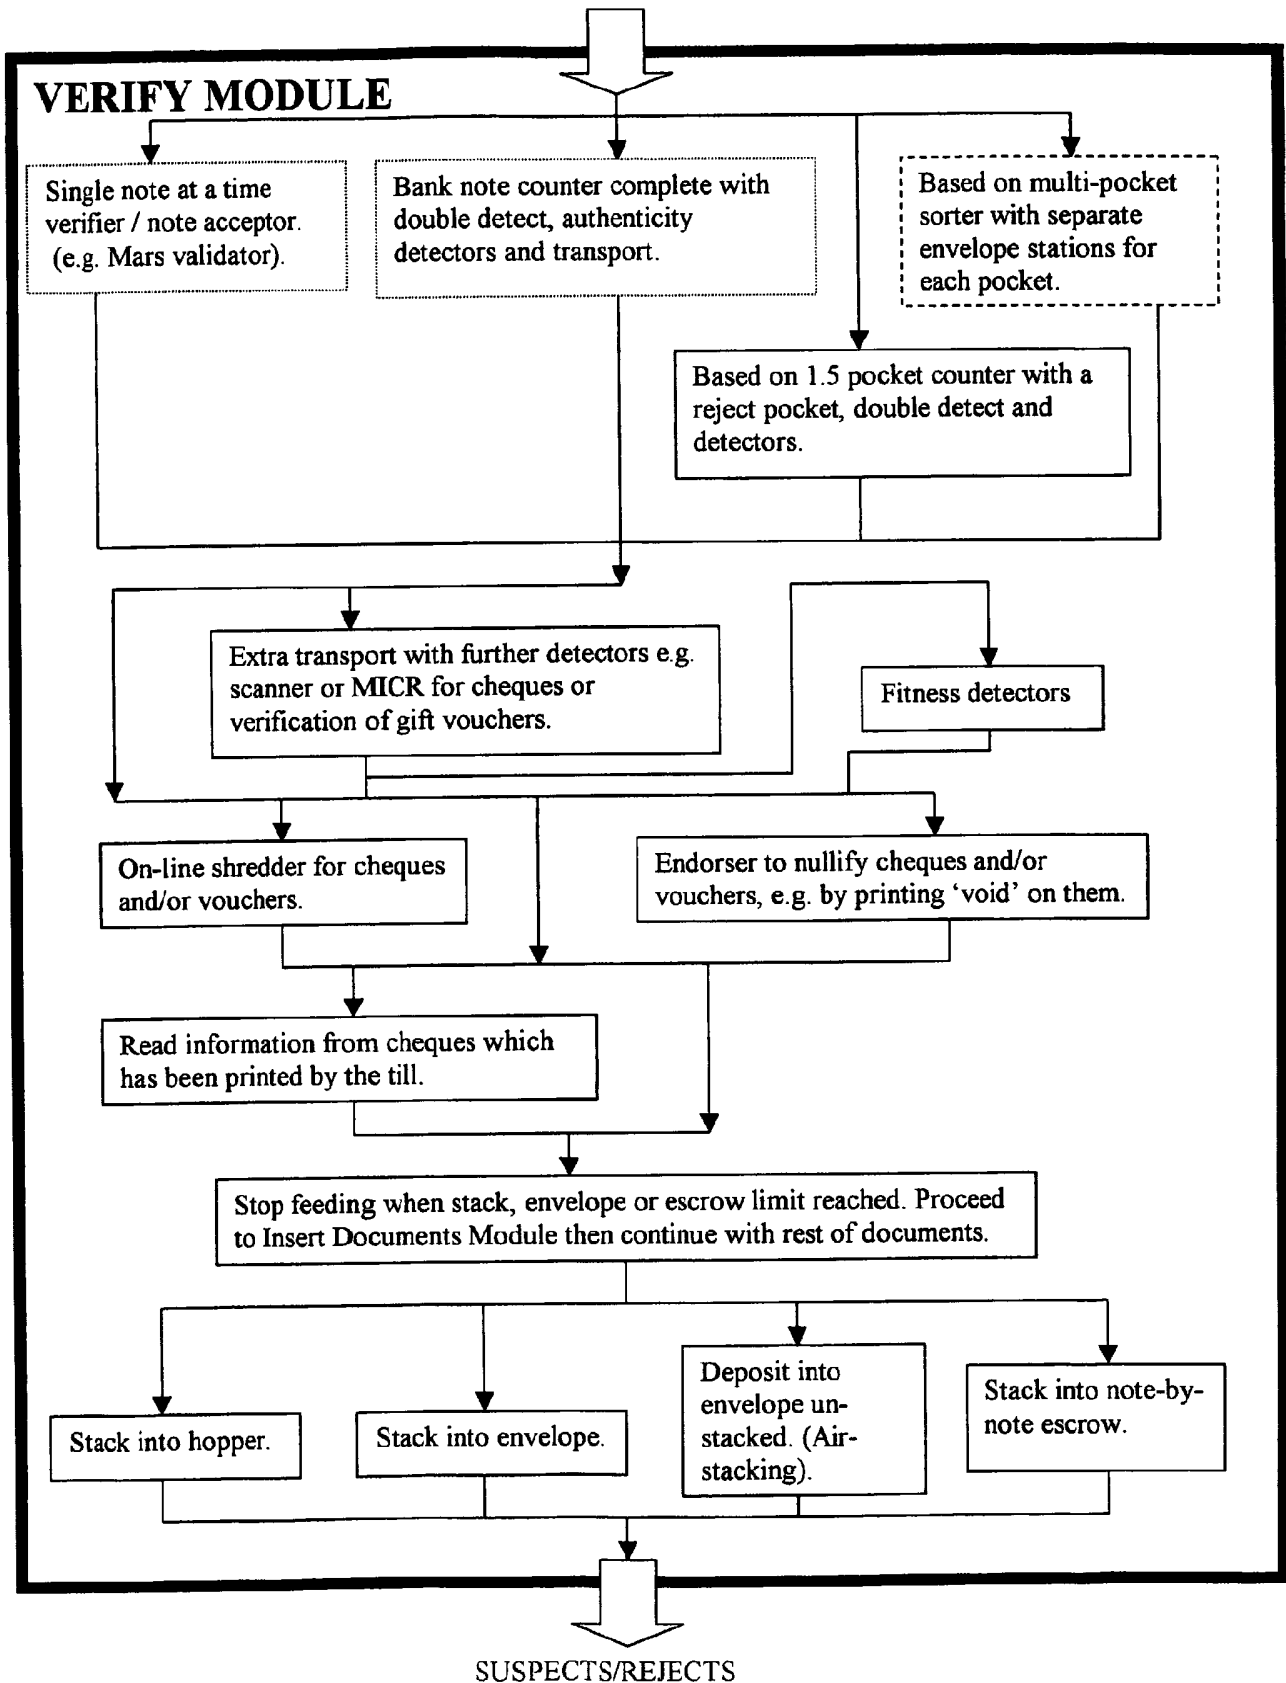 VERIFY MODULE
Single note at a time
verifier / note acceptor.
(e.g. Mars validator).
Bank note counter complete with
double detect, authenticity
detectors and transport.
Based on multi-pocket
sorter with separate
envelope stations for
each pocket.
Based on 1.5 pocket counter with a
reject pocket, double detect and
detectors.
Extra transport with further detectors e.g.
scanner or MICR for cheques or
verification of gift vouchers.
Fitness detectors
On-line shredder for cheques
and/or vouchers.
Endorser to nullify cheques and/or
vouchers, e.g. by printing ‘void’ on them.
Read information from cheques which
has been printed by the till.
Stop feeding when stack, envelope or escrow limit reached. Proceed
to Insert Documents Module then continue with rest of documents.
Stack into hopper.
Stack into envelope.
Deposit into
envelope un-
stacked. (Air-
stacking).
Stack into note-by-
note escrow.
SUSPECTS/REJECTS